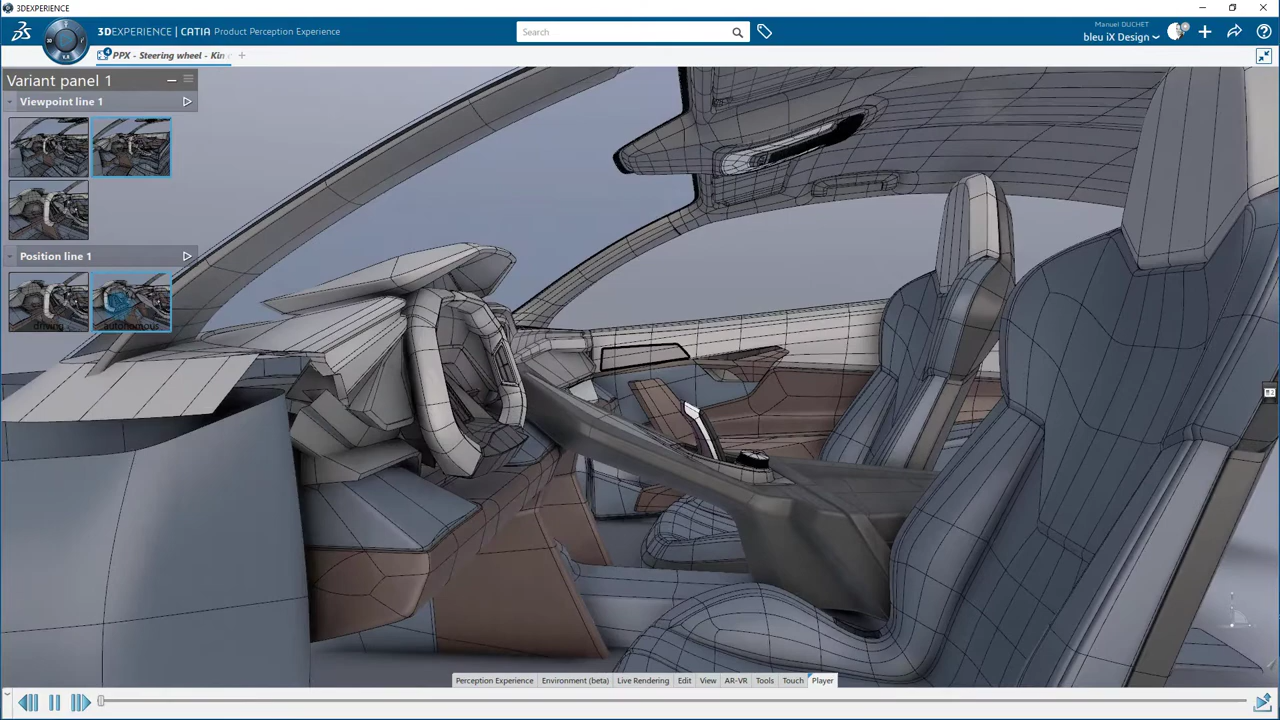 3DEXPERIENCE
3DEXPERIENCE | CATIA Product Perception Experience
Search
Manuel DUCHET
bleu iX Design
PPX - Steering wheel - Kin
Variant panel 1
Viewpoint line 1
Position line 1
driving
autonomous
Perception Experience
Environment (beta)
Live Rendering
Edit
View
AR-VR
Tools
Touch
Player